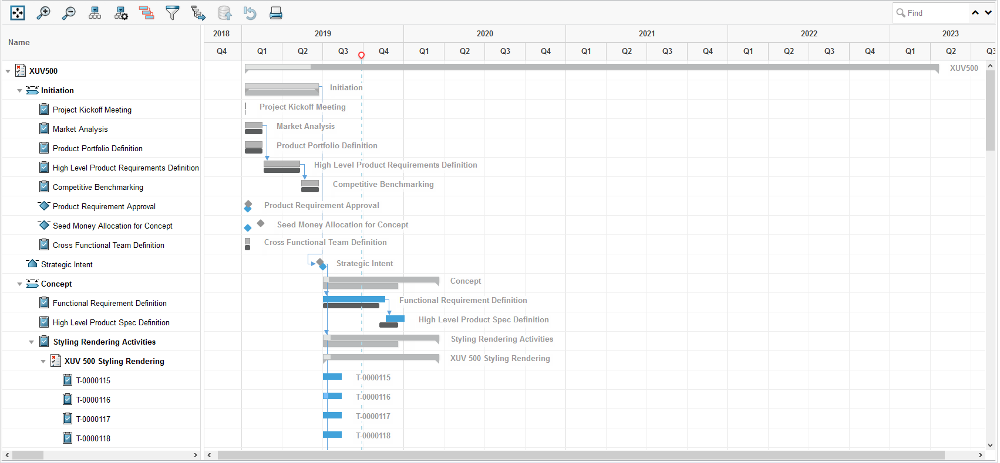 Find
Name
2018 2019 2020 2021 2022 2023
Q4 Q1 Q2 Q3 Q4 Q1 Q2 Q3 Q4 Q1 Q2 Q3 Q4 Q1 Q2 Q3 Q4 Q1 Q2 Q3
XUV500 XUV500
Initiation Initiation
Project Kickoff Meeting Project Kickoff Meeting
Market Analysis Market Analysis
Product Portfolio Definition Product Portfolio Definition
High Level Product Requirements Definition High Level Product Requirements Definition
Competitive Benchmarking Competitive Benchmarking
Product Requirement Approval Product Requirement Approval
Seed Money Allocation for Concept Seed Money Allocation for Concept
Cross Functional Team Definition Cross Functional Team Definition
Strategic Intent Strategic Intent
Concept Concept
Functional Requirement Definition Functional Requirement Definition
High Level Product Spec Definition High Level Product Spec Definition
Styling Rendering Activities Styling Rendering Activities
XUV 500 Styling Rendering XUV 500 Styling Rendering
T-0000115 T-0000115
T-0000116 T-0000116
T-0000117 T-0000117
T-0000118 T-0000118